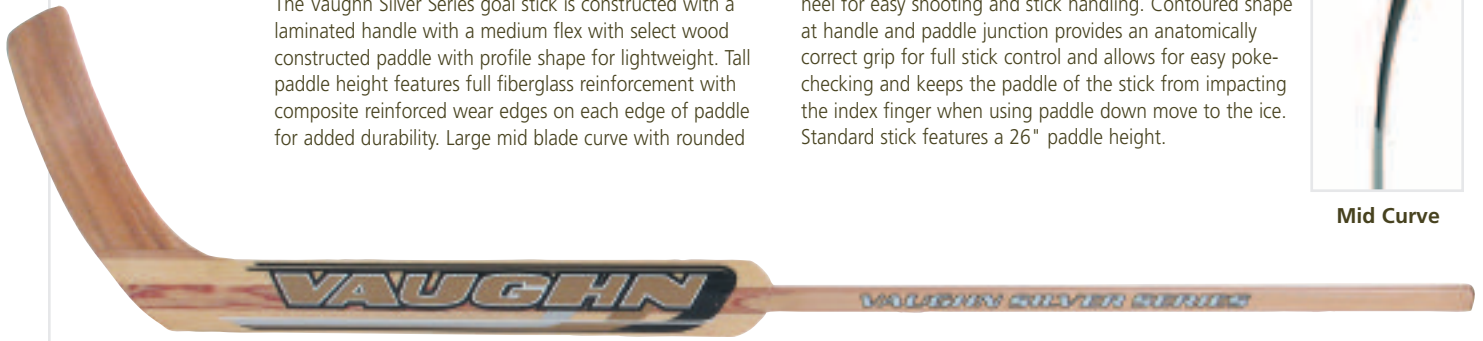 The Vaughn Silver Series goal stick is constructed with a
laminated handle with a medium flex with select wood
constructed paddle with profile shape for lightweight. Tall
paddle height features full fiberglass reinforcement with
composite reinforced wear edges on each edge of paddle
for added durability. Large mid blade curve with rounded
heel for easy shooting and stick handling. Contoured shape
at handle and paddle junction provides an anatomically
correct grip for full stick control and allows for easy poke-
checking and keeps the paddle of the stick from impacting
the index finger when using paddle down move to the ice.
Standard stick features a 26" paddle height.
Mid Curve
VAUGHN
VAUGHN SILVER SERIES